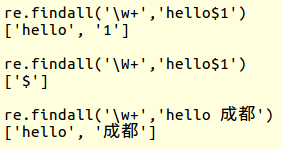 re.findall('\w+','hello$1')
['hello', '1']
re.findall('\W+','hello$1')
['$']
re.findall('\w+','hello 成都')
['hello', '成都']